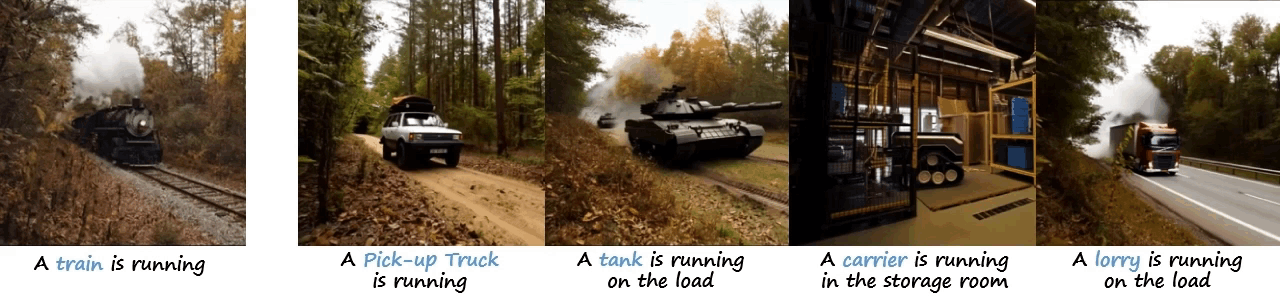 A train is running
A Pick-up Truck
is running
A tank is running
on the load
A carrier is running
in the storage room
A lorry is running
on the load